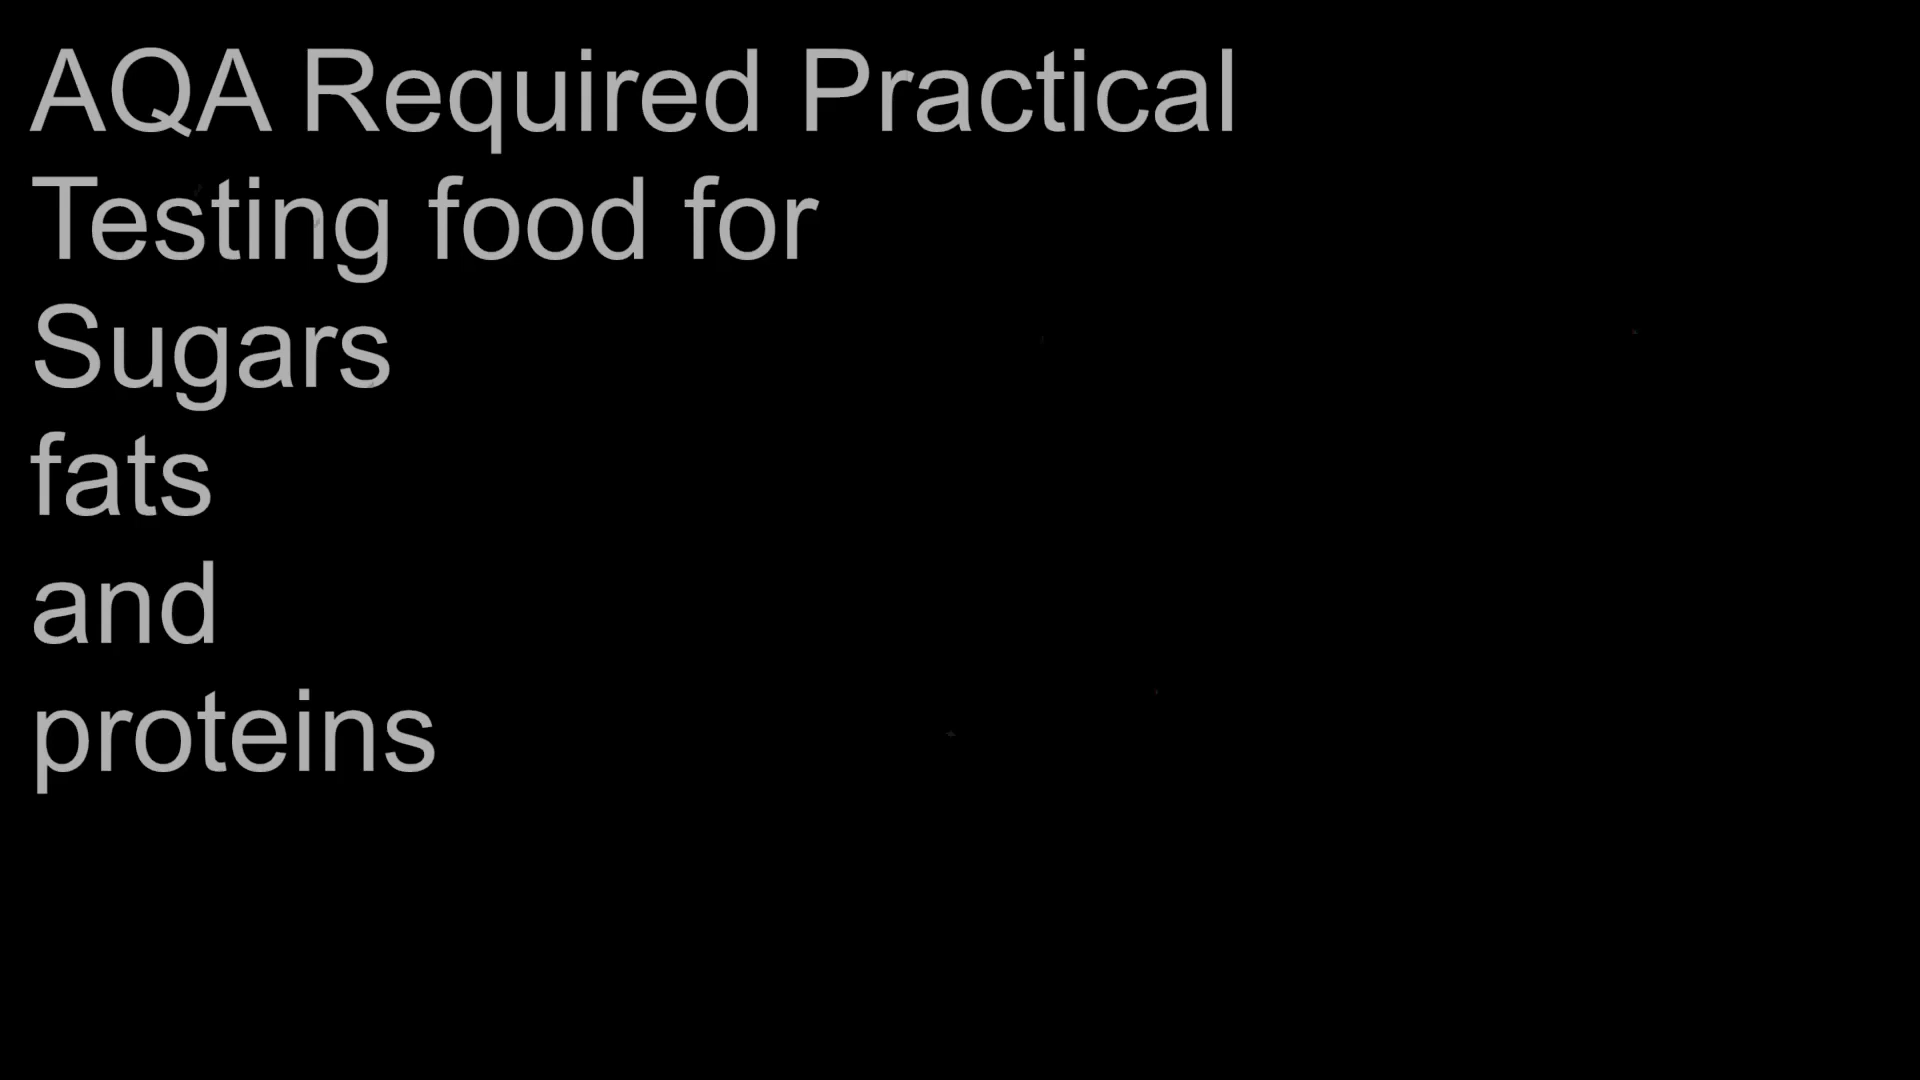 AQA Required Practical
Testing food for
Sugars
fats
and
proteins